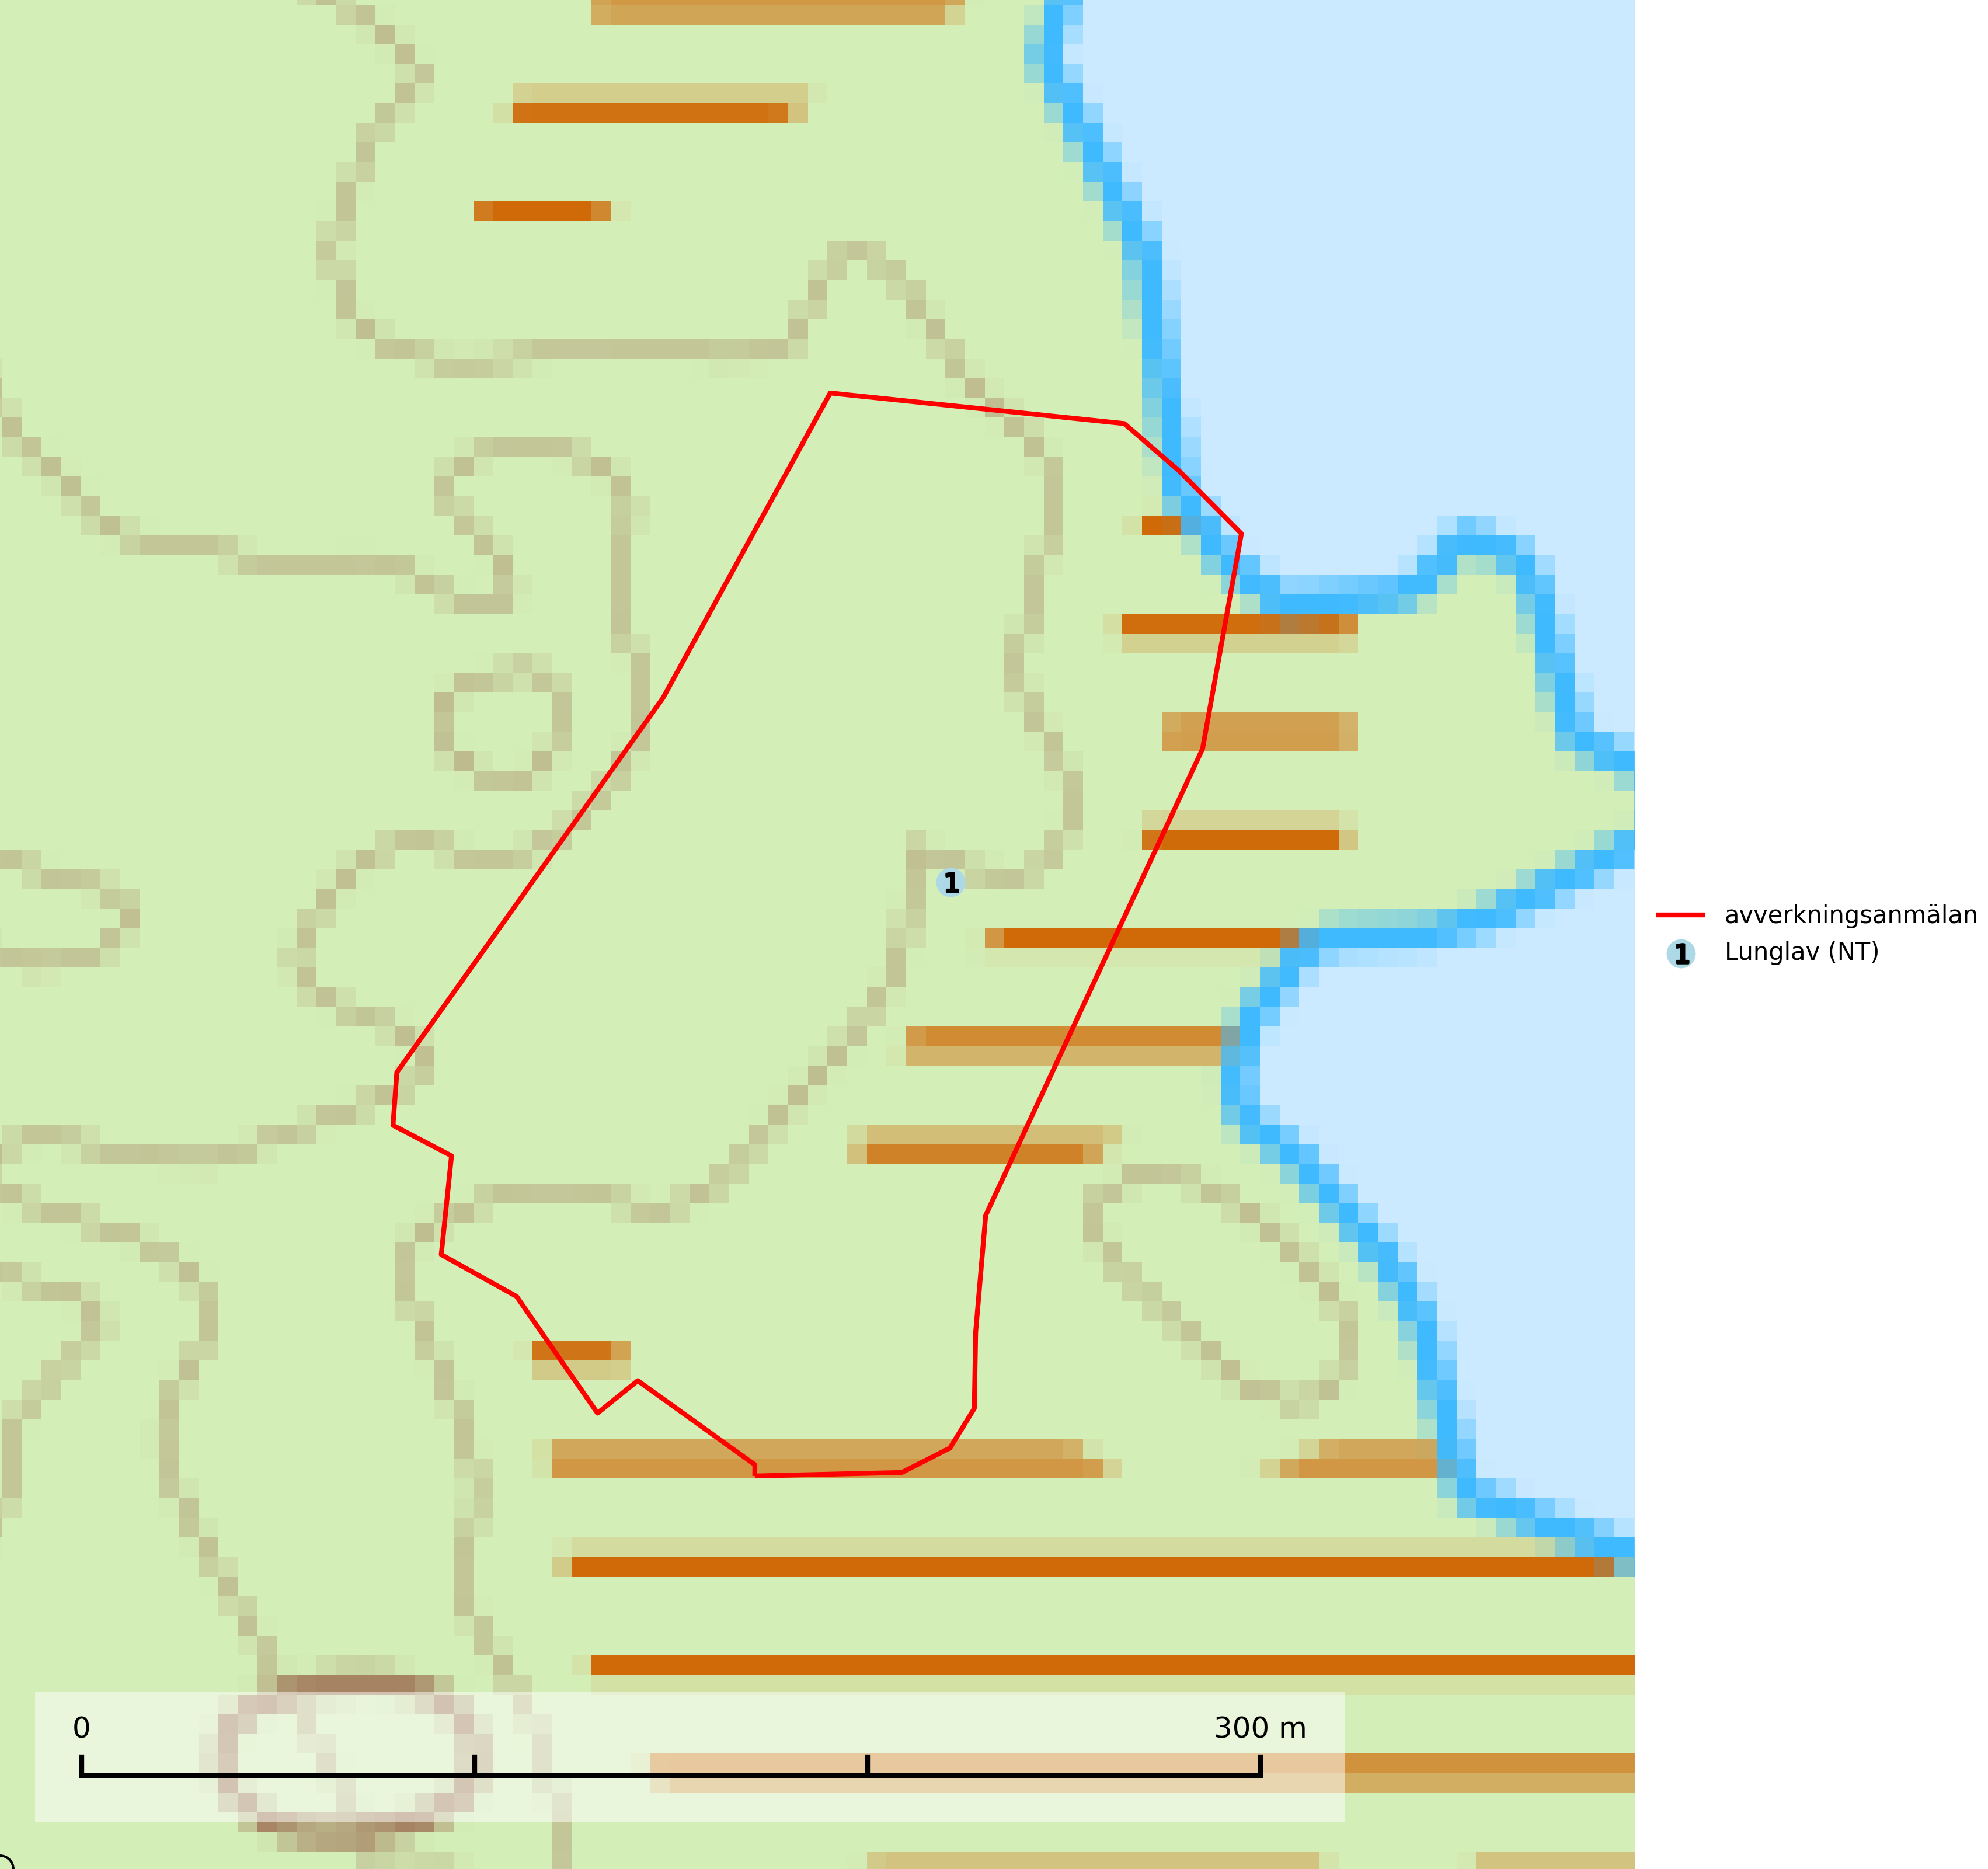 1
avverkningsanmälan
1 Lunglav (NT)
0 300 m